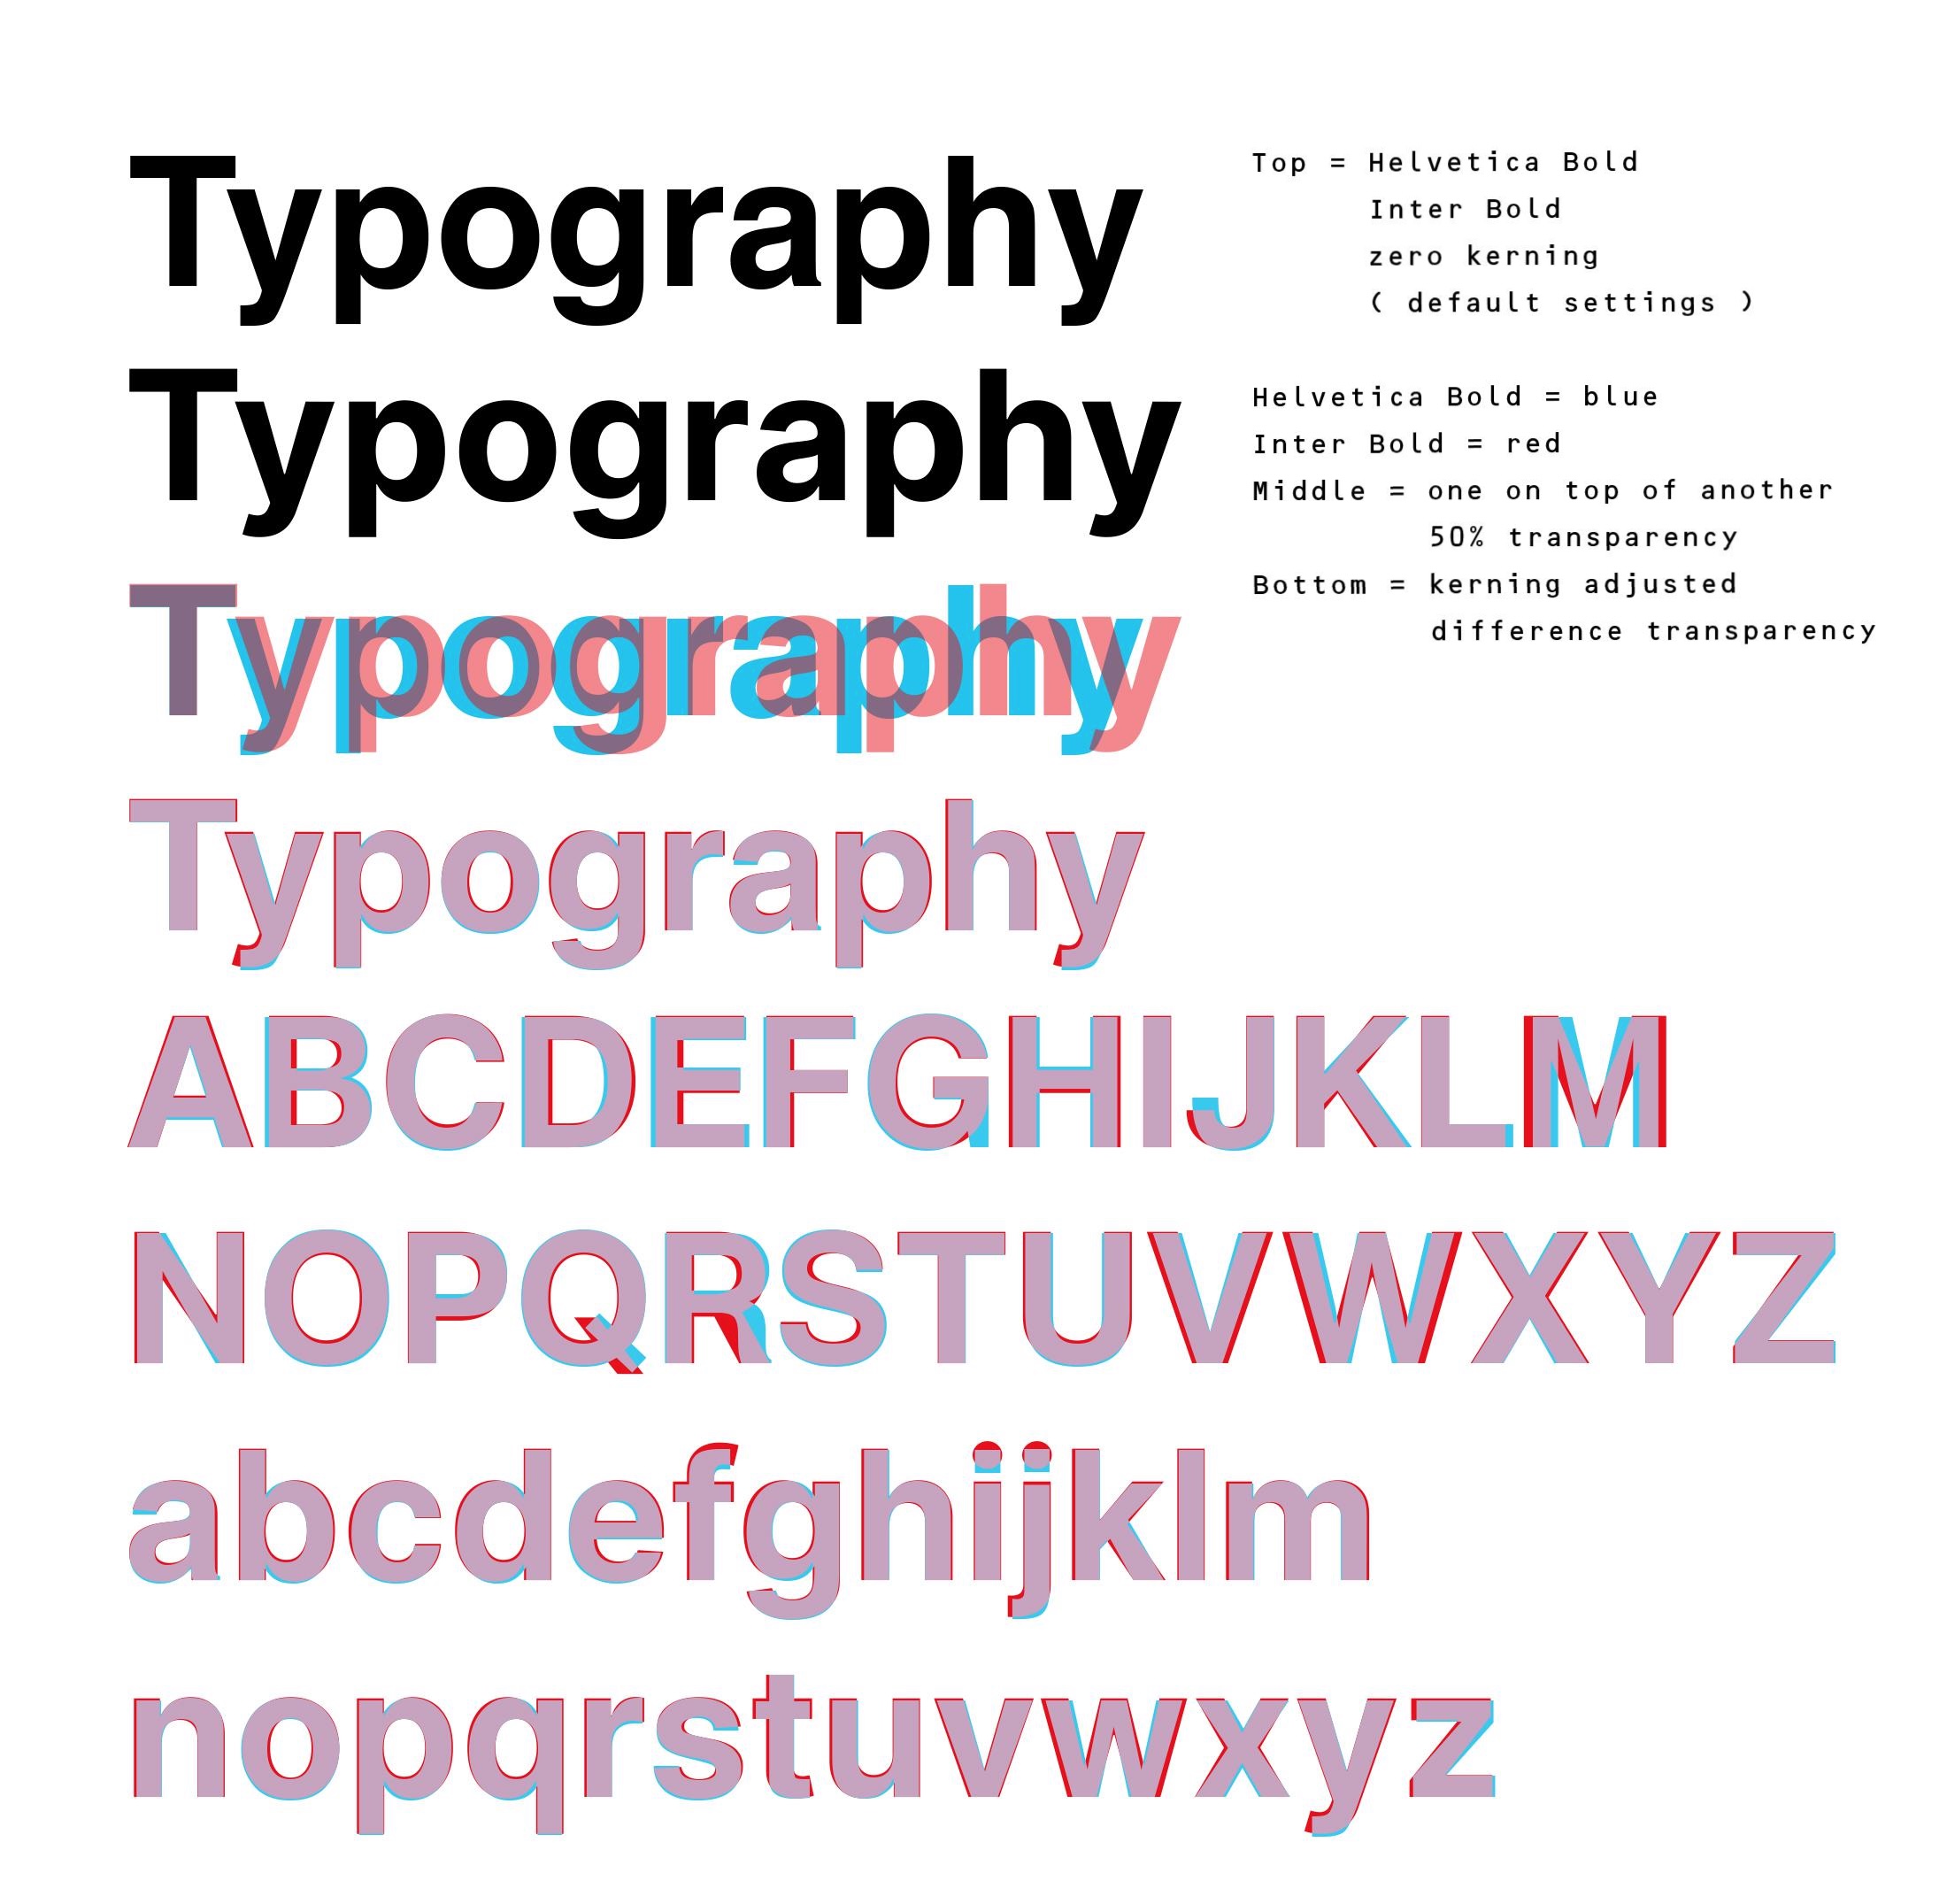 Typography
Top = Helvetica Bold
Inter Bold
zero kerning
( default settings )
Typography
Helvetica Bold = blue
Inter Bold = red
Middle = one on top of another
50% transparency
Bottom = kerning adjusted
difference transparency
Typography
Typography
ABCDEFGHIJKLM
NOPQRSTUVWXYZ
abcdefghijklm
nopqrstuvwxyz